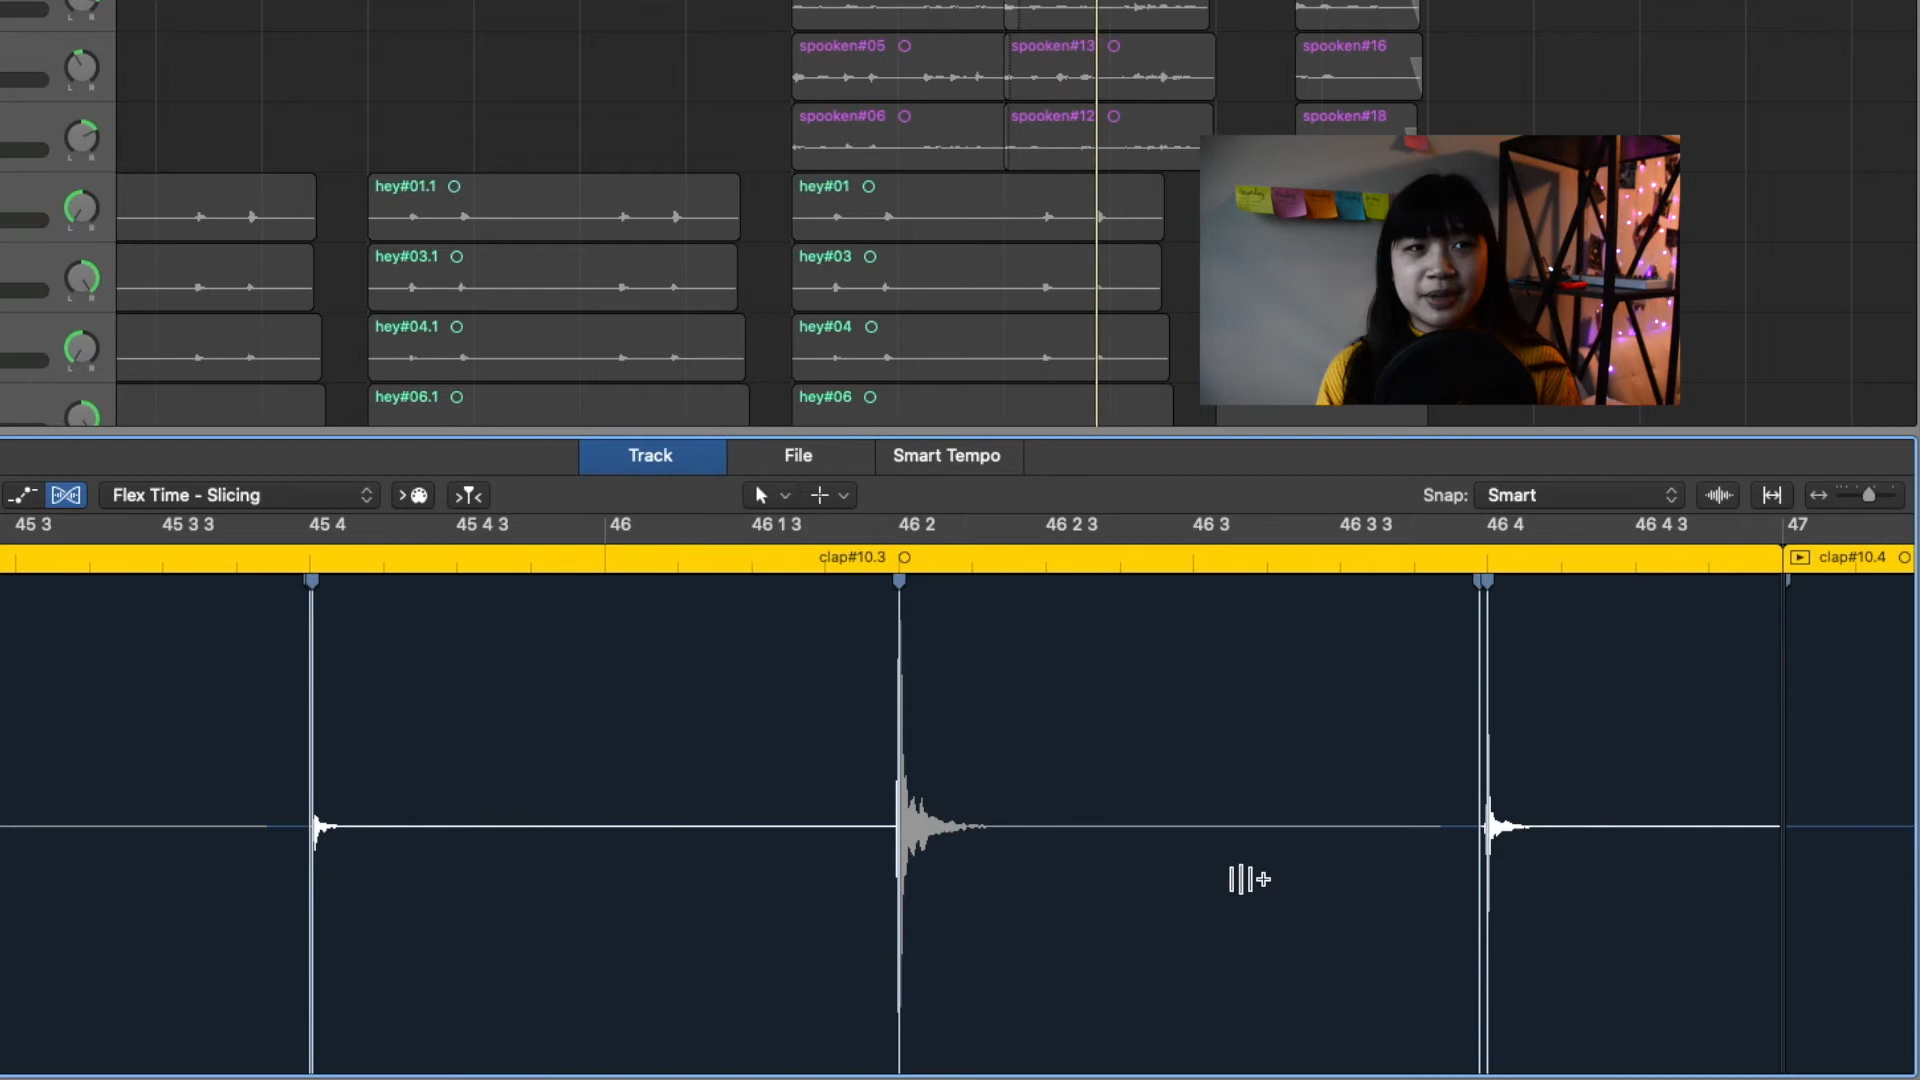 spooken#05
spooken#13
spooken#16
L R
spooken#06
spooken#12
spooken#18
L R
hey#01.1
hey#01
L R
hey#03.1
hey#03
L R
hey#04.1
hey#04
L R
hey#06.1
hey#06
Track
File
Smart Tempo
Flex Time - Slicing
Snap:
Smart
45 3
45 3 3
45 4
45 4 3
46
46 1 3
46 2
46 2 3
46 3
46 3 3
46 4
46 4 3
47
clap#10.3
clap#10.4